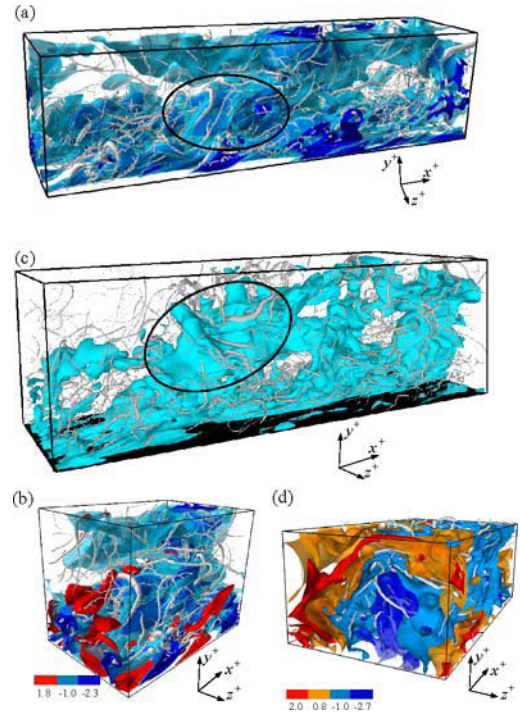 (a)
y+
x+
z+
(c)
y+
x+
z+
(b)
(d)
y+
x+
z+
y+
x+
z+
1.8 -1.0 -2.3
2.0 0.8 -1.0 -2.7